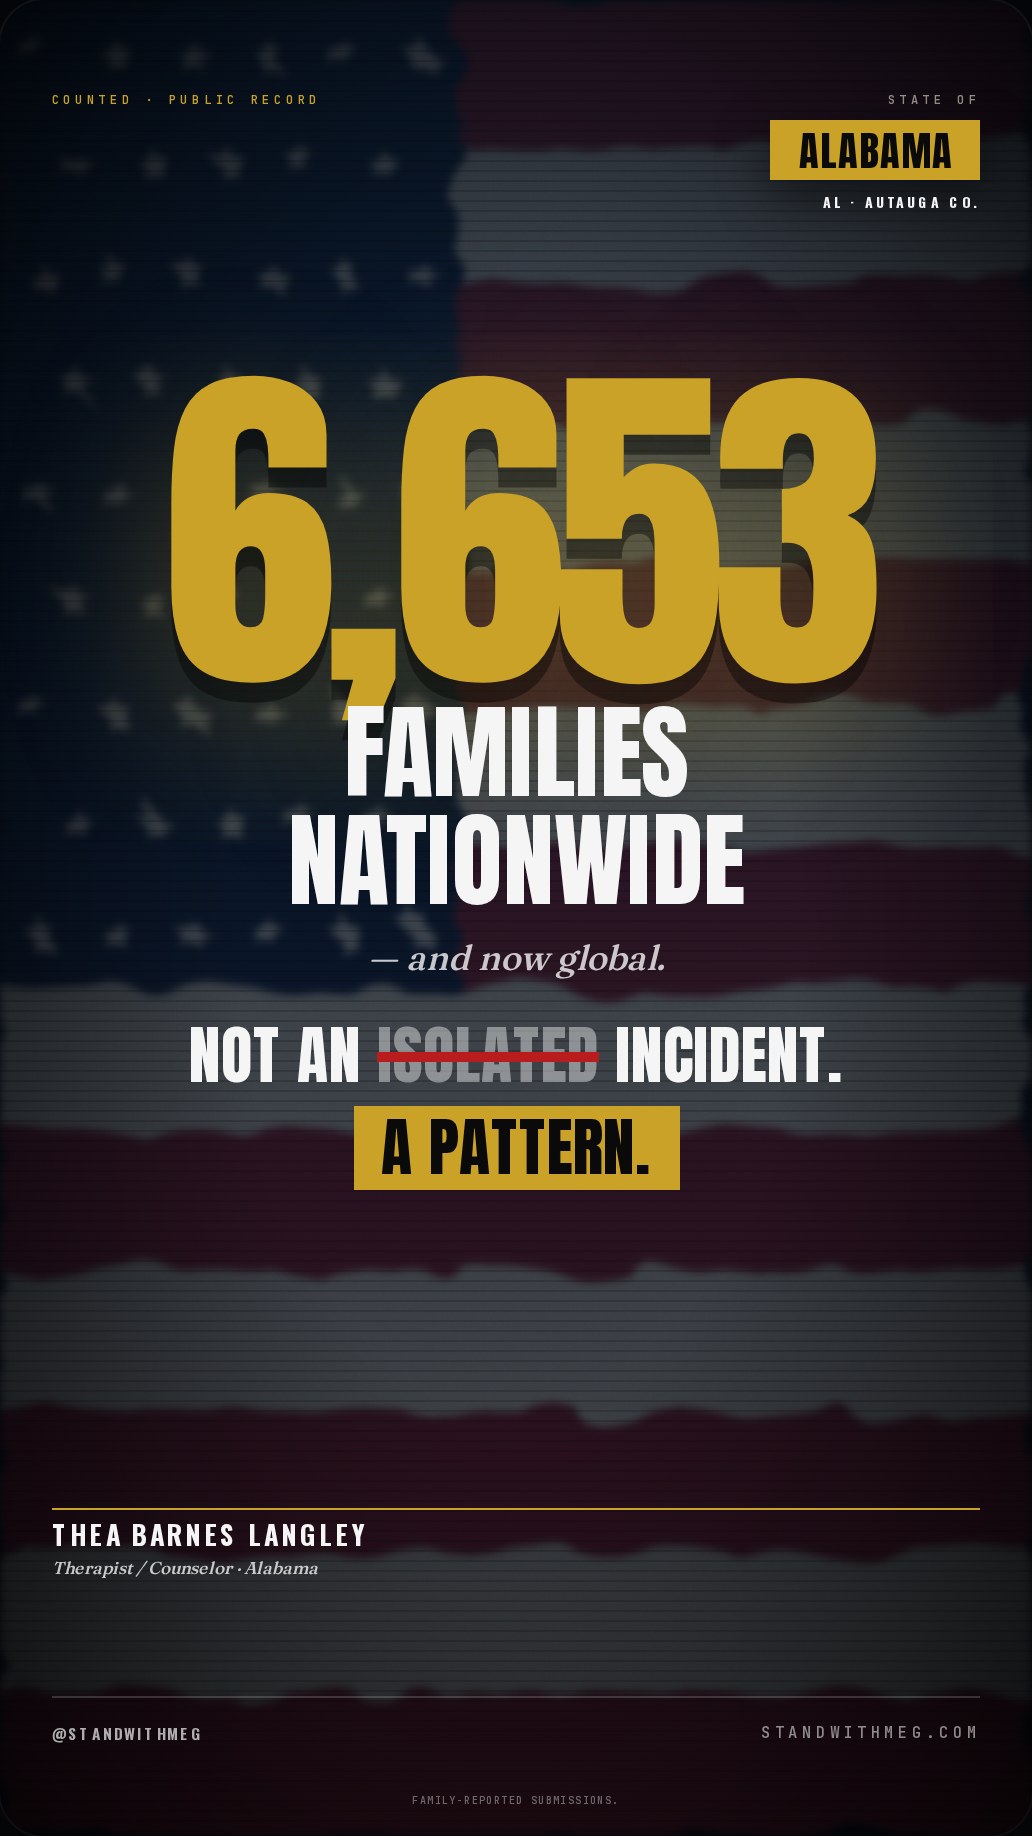 COUNTED · PUBLIC RECORD
STATE OF
ALABAMA
AL · AUTAUGA CO.
6,653
FAMILIES
NATIONWIDE
— and now global.
NOT AN ISOLATED INCIDENT.
A PATTERN.
THEA BARNES LANGLEY
Therapist / Counselor · Alabama
@STANDWITHMEG
STANDWITHMEG.COM
FAMILY-REPORTED SUBMISSIONS.